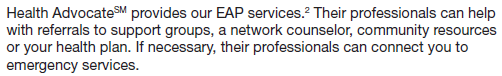 Health Advocate℠ provides our EAP services.² Their professionals can help
with referrals to support groups, a network counselor, community resources
or your health plan. If necessary, their professionals can connect you to
emergency services.